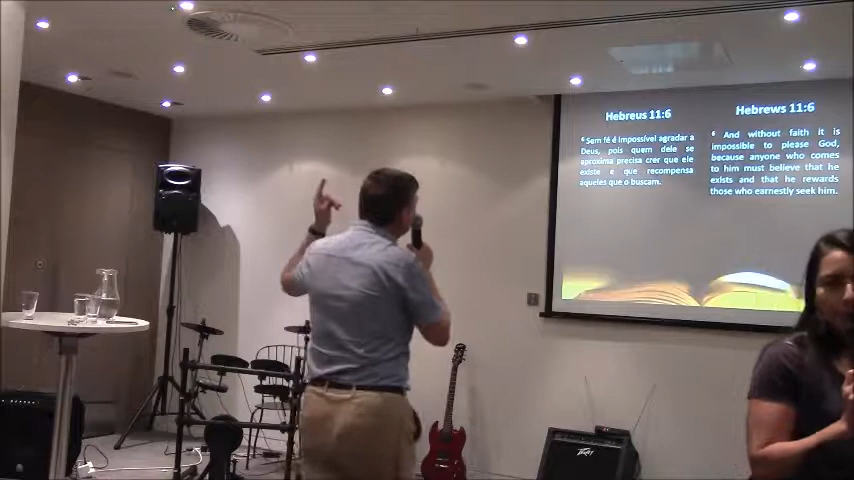 Hebreus 11:6
⁶ Sem fé é impossível agradar a
Deus, pois quem dele se
aproxima precisa crer que ele
existe e que recompensa
aqueles que o buscam.
Hebrews 11:6
⁶ And without faith it is
impossible to please God,
because anyone who comes
to him must believe that he
exists and that he rewards
those who earnestly seek him.
PEAVEY